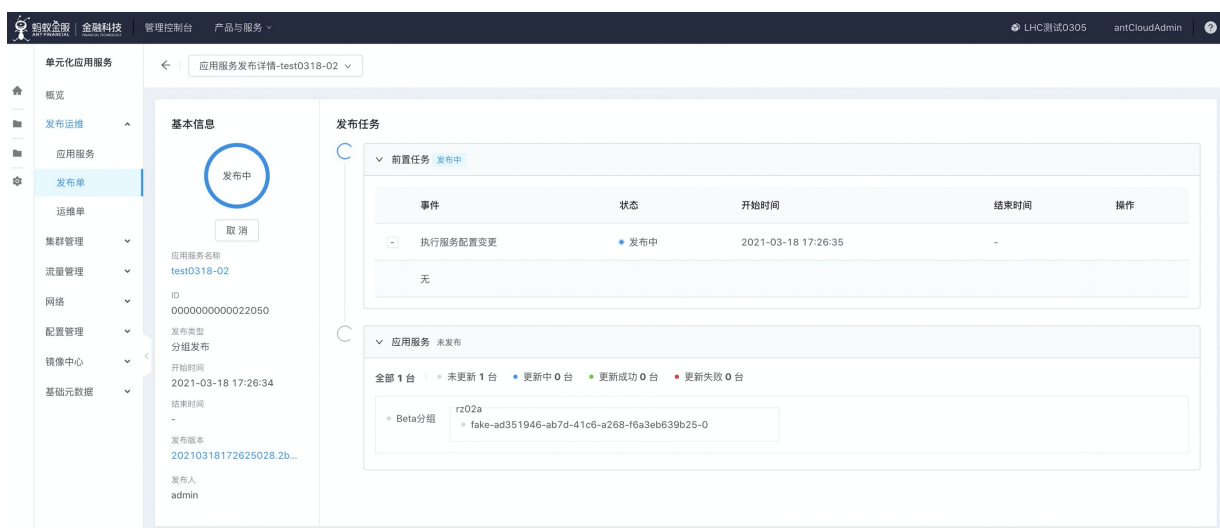 蚂蚁金服 金融科技 管理控制台 产品与服务 LHC测试0305 antCloudAdmin ?
ANT FINANCIAL
单元化应用服务
应用服务发布详情-test0318-02
概览
发布运维
应用服务
发布单
运维单
集群管理
流量管理
网络
配置管理
镜像中心
基础元数据
基本信息
发布中
取 消
应用服务名称
test0318-02
ID
0000000000022050
发布类型
分组发布
开始时间
2021-03-18 17:26:34
结束时间
-
发布版本
20210318172625028.2b...
发布人
admin
发布任务
前置任务 发布中
事件 状态 开始时间 结束时间 操作
- 执行服务配置变更 发布中 2021-03-18 17:26:35 -
无
应用服务 未发布
全部 1 台 未更新 1 台 更新中 0 台 更新成功 0 台 更新失败 0 台
Beta分组
rz02a
fake-ad351946-ab7d-41c6-a268-f6a3eb639b25-0